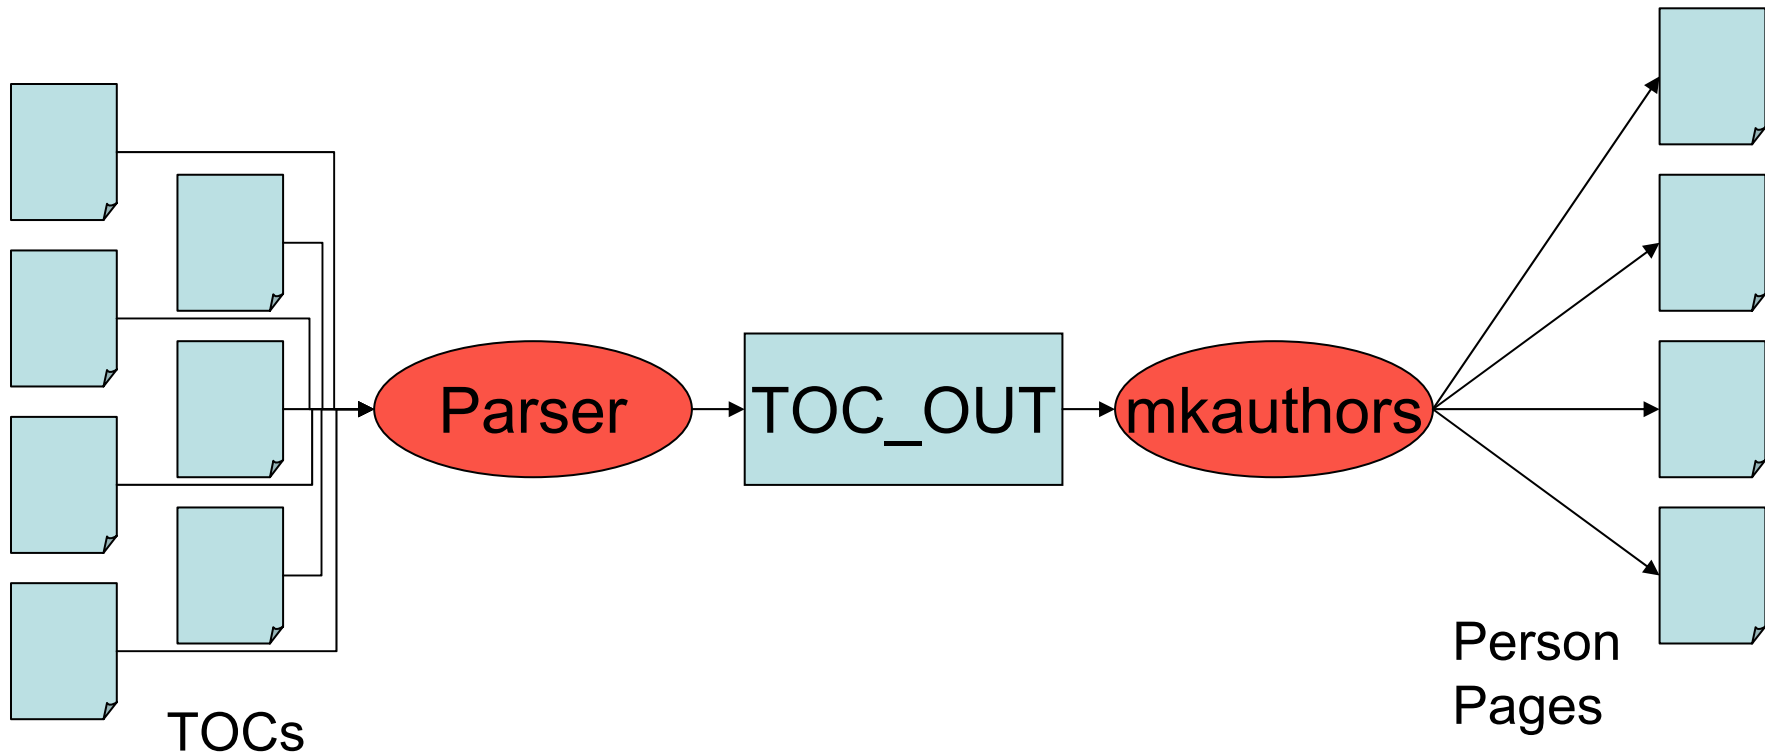 Parser
TOC_OUT
mkauthors
Person
Pages
TOCs